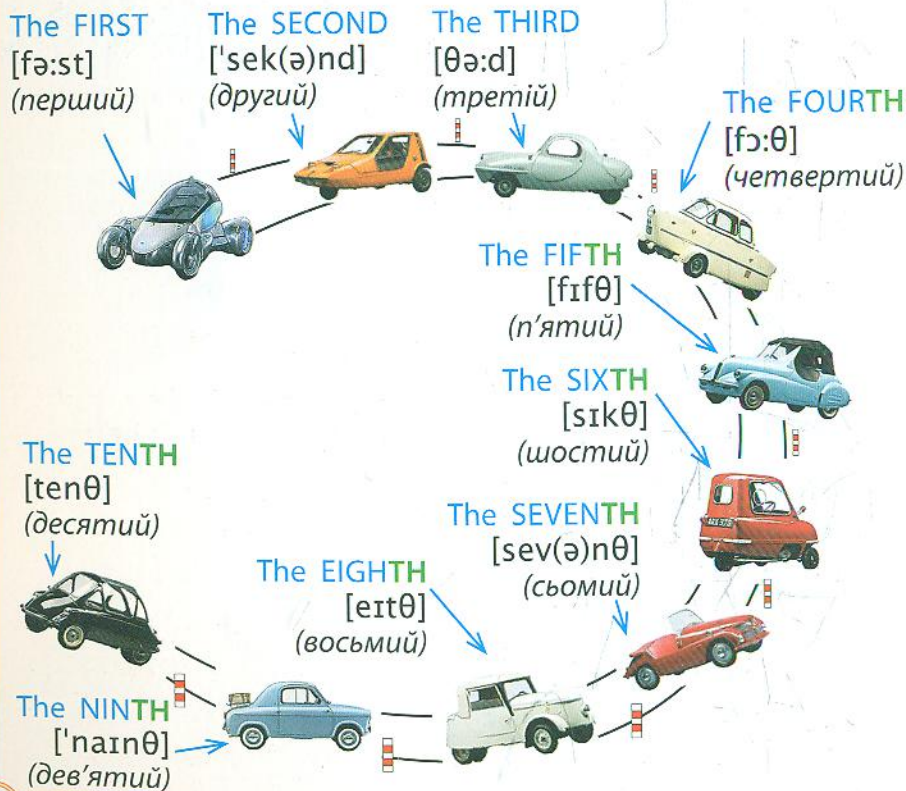 The FIRST
[fə:st]
(перший)
The SECOND
['sek(ə)nd]
(другий)
The THIRD
[θə:d]
(третій)
The FOURTH
[fɔ:θ]
(четвертий)
The FIFTH
[fɪfθ]
(п'ятий)
The SIXTH
[sɪkθ]
(шостий)
The SEVENTH
[sev(ə)nθ]
(сьомий)
The EIGHTH
[eɪtθ]
(восьмий)
The NINTH
['naɪnθ]
(дев'ятий)
The TENTH
[tenθ]
(десятий)